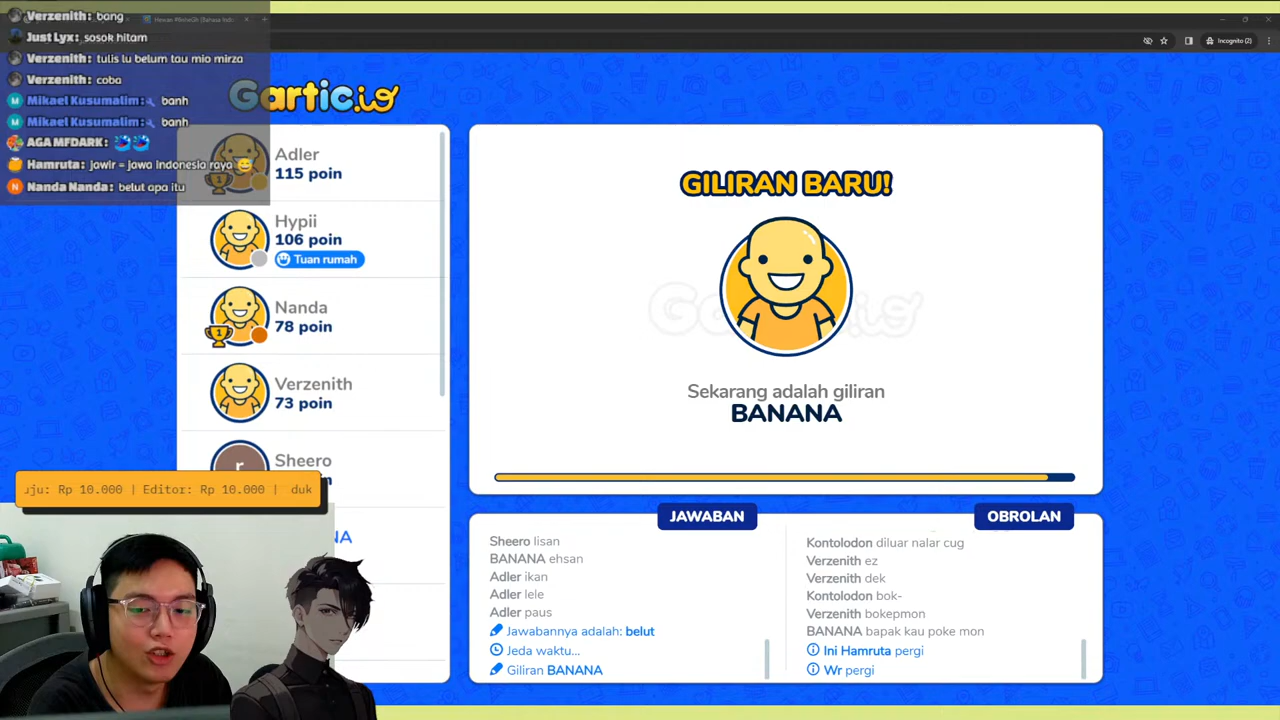 Verzenith: bang
Just Lyx: sosok hitam
Verzenith: tulis lu belum tau mio mirza
Verzenith: coba
Mikael Kusumalim: banh
Mikael Kusumalim: banh
AGA MFDARK:
Hamruta: jawir = jawa indonesia raya
Nanda Nanda: belut apa itu
Incognito (2)
Gartic.io
Adler
115 poin
Hypii
106 poin
Tuan rumah
Nanda
78 poin
Verzenith
73 poin
Sheero
GILIRAN BARU!
Sekarang adalah giliran
BANANA
uju: Rp 10.000 | Editor: Rp 10.000 | duk
JAWABAN
Sheero lisan
BANANA ehsan
Adler ikan
Adler lele
Adler paus
Jawabannya adalah: belut
Jeda waktu...
Giliran BANANA
OBROLAN
Kontolodon diluar nalar cug
Verzenith ez
Verzenith dek
Kontolodon bok-
Verzenith bokepmon
BANANA bapak kau poke mon
Ini Hamruta pergi
Wr pergi